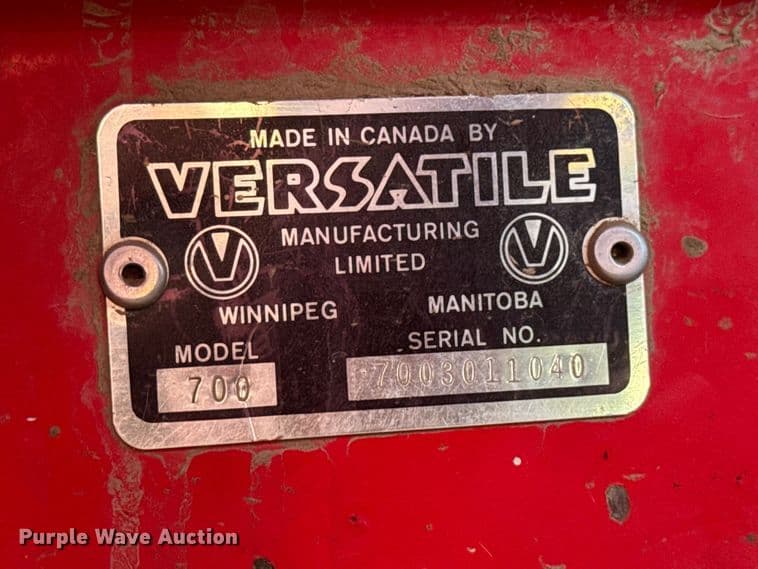 MADE IN CANADA BY
VERSATILE
MANUFACTURING
LIMITED
WINNIPEG MANITOBA
MODEL SERIAL NO.
700 7003011040
Purple Wave Auction